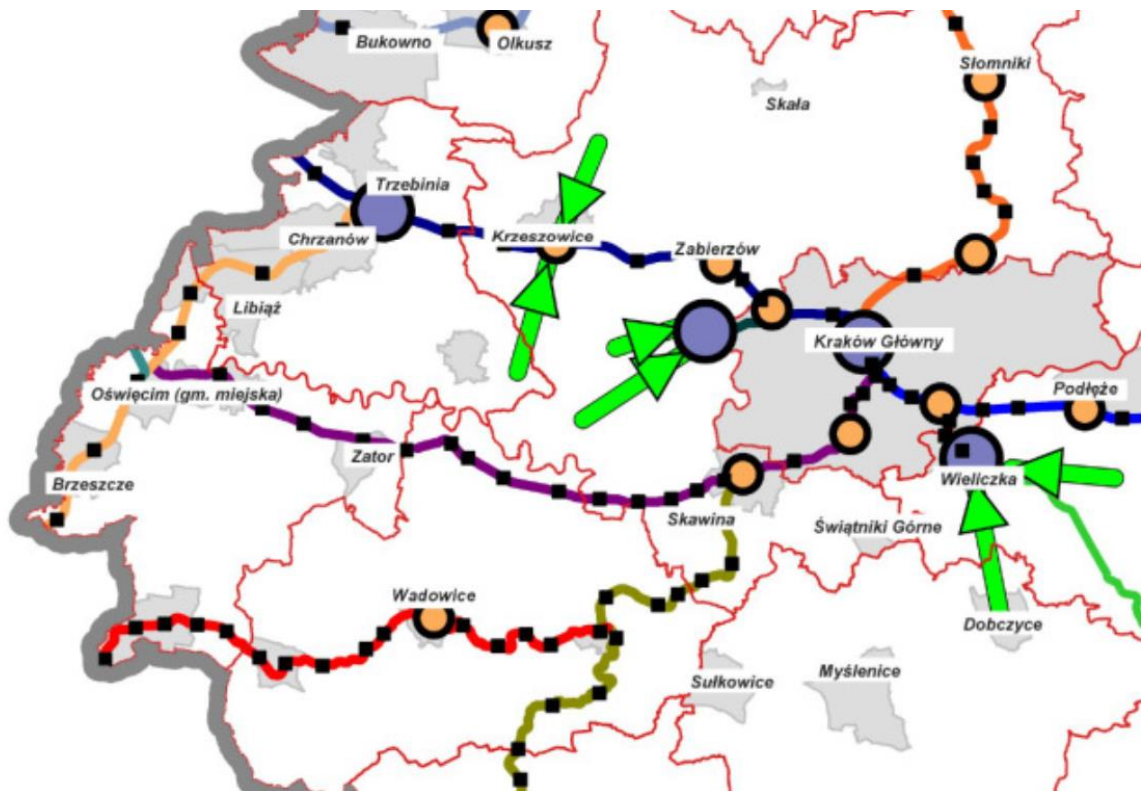 Bukowno
Olkusz
Słomniki
Skała
Trzebinia
Chrzanów
Krzeszowice
Zabierzów
Libiąż
Kraków Główny
Oświęcim (gm. miejska)
Podłęże
Zator
Brzeszcze
Wieliczka
Skawina
Świątniki Górne
Wadowice
Dobczyce
Sułkowice
Myślenice